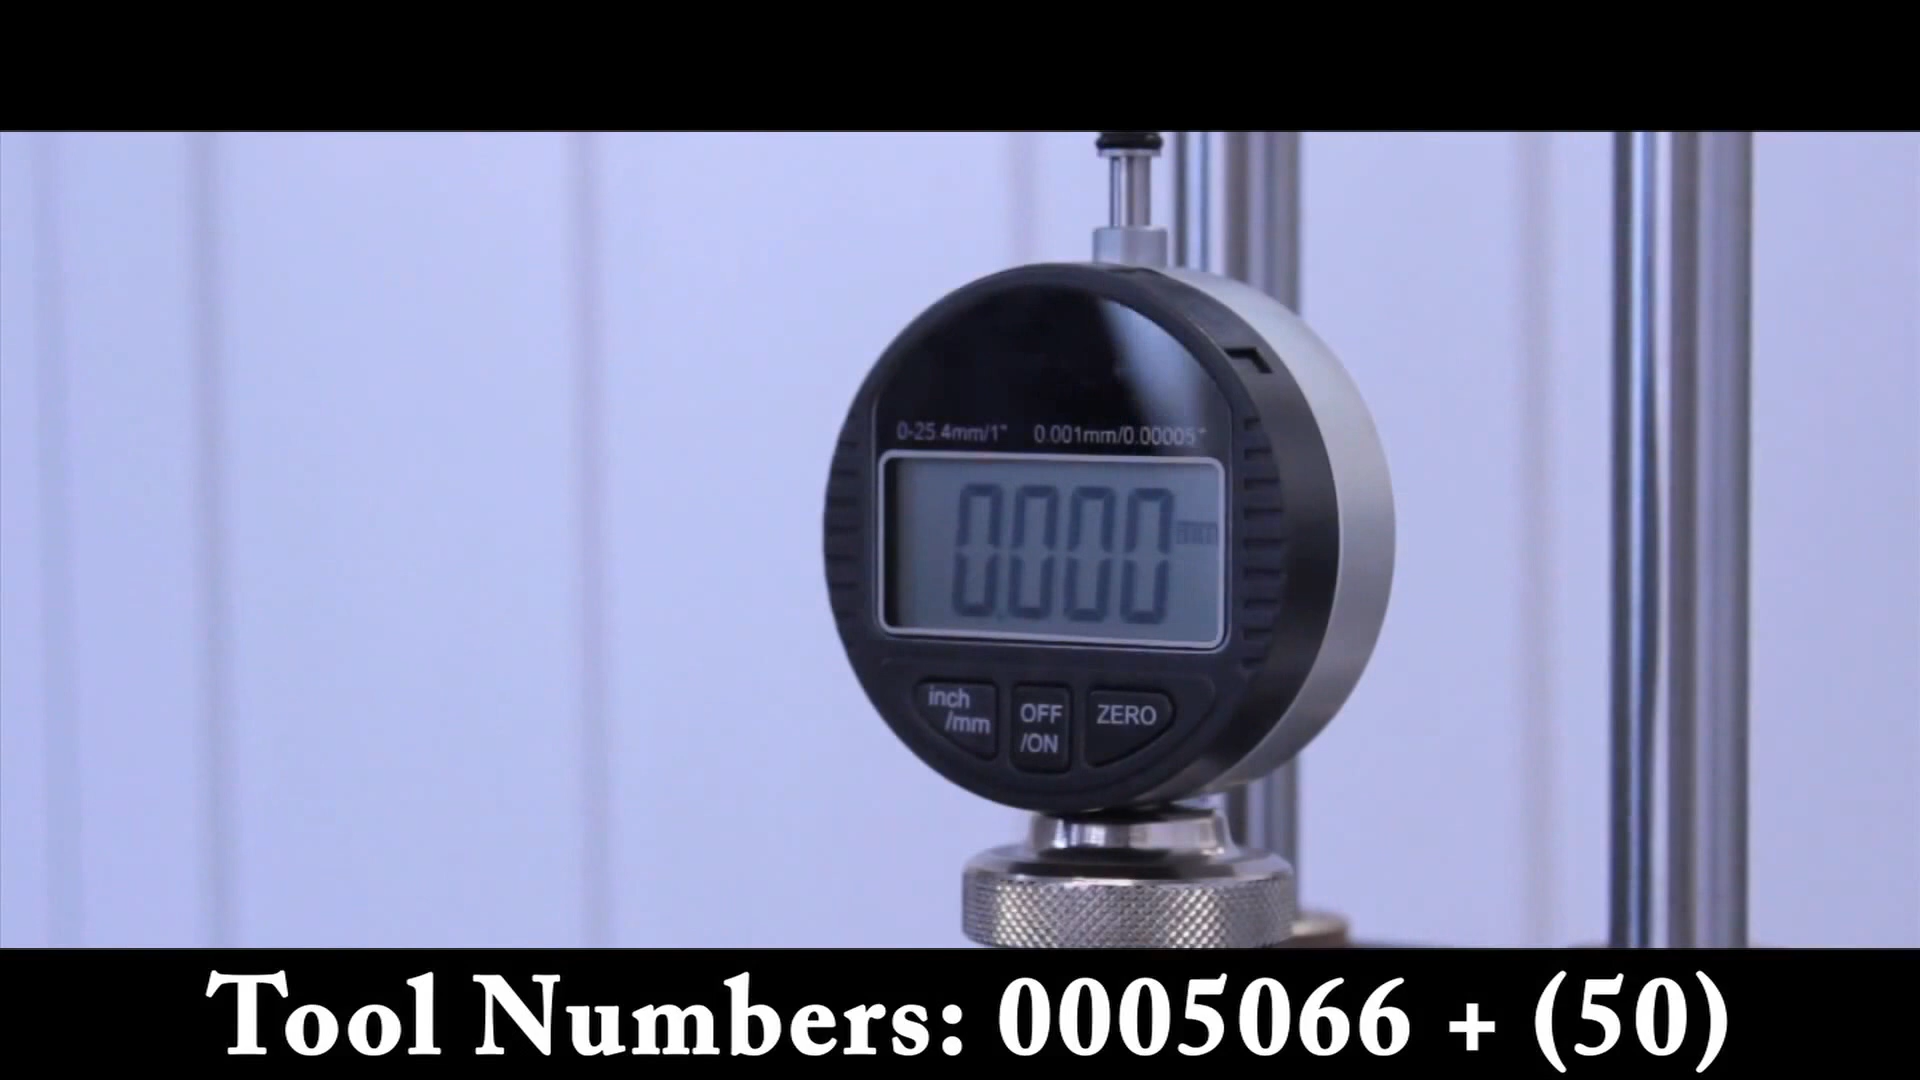 0-25.4mm/1" 0.001mm/0.00005"
0.000 mm
inch
/mm
OFF
/ON
ZERO
Tool Numbers: 0005066 + (50)